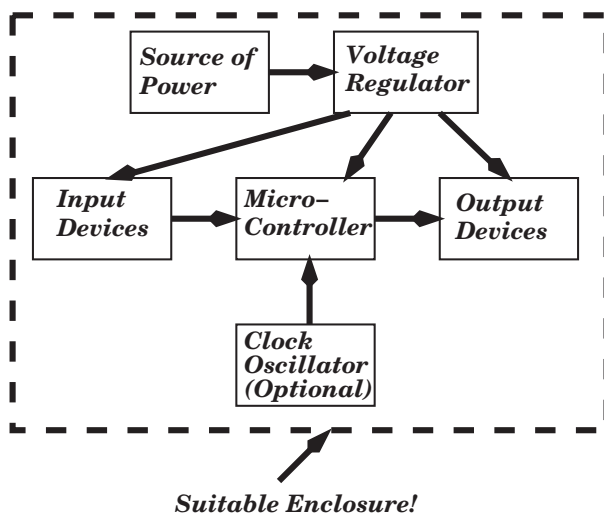 Source of
Power
Voltage
Regulator
Input
Devices
Micro–
Controller
Output
Devices
Clock
Oscillator
(Optional)
Suitable Enclosure!